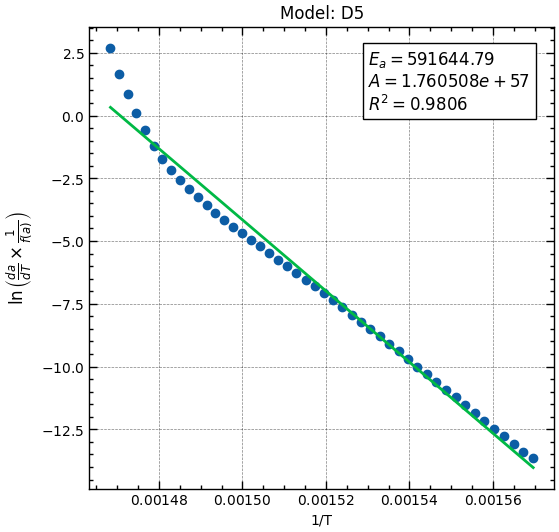 Model: D5
E_a = 591644.79
A = 1.760508e + 57
R^2 = 0.9806
ln(da/dT × 1/f(a))
2.5
0.0
−2.5
−5.0
−7.5
−10.0
−12.5
0.00148 0.00150 0.00152 0.00154 0.00156
1/T